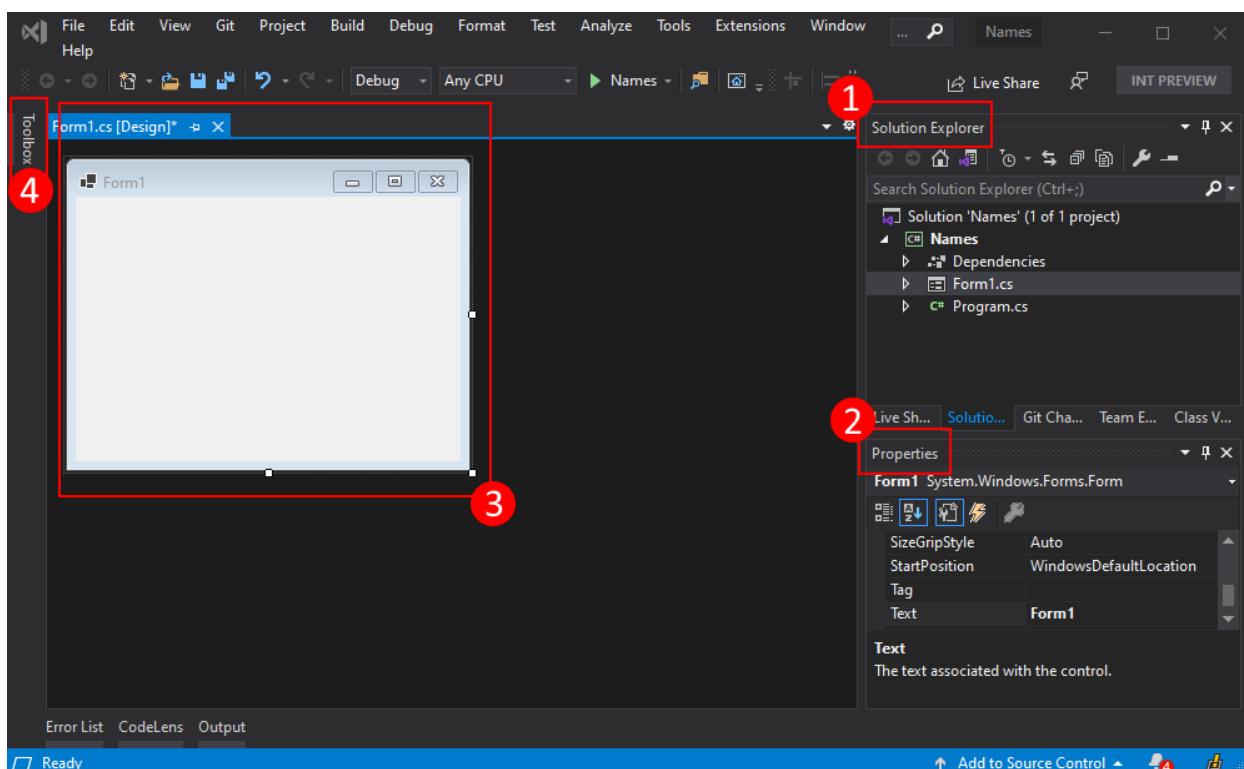 File Edit View Git Project Build Debug Format Test Analyze Tools Extensions Window ... Names
Help
Debug Any CPU Names Live Share INT PREVIEW
1
Toolbox
4
Form1.cs [Design]*
Form1
3
Solution Explorer
Search Solution Explorer (Ctrl+;)
Solution 'Names' (1 of 1 project)
C# Names
Dependencies
Form1.cs
C# Program.cs
2
Live Sh... Solutio... Git Cha... Team E... Class V...
Properties
Form1 System.Windows.Forms.Form
SizeGripStyle Auto
StartPosition WindowsDefaultLocation
Tag
Text Form1
Text
The text associated with the control.
Error List CodeLens Output
Ready Add to Source Control 4